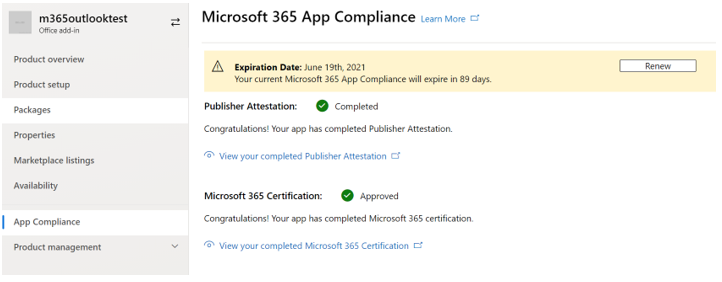 m365outlooktest
Office add-in
Product overview
Product setup
Packages
Properties
Marketplace listings
Availability
App Compliance
Product management
Microsoft 365 App Compliance Learn More
Expiration Date: June 19th, 2021
Your current Microsoft 365 App Compliance will expire in 89 days.
Renew
Publisher Attestation: Completed
Congratulations! Your app has completed Publisher Attestation.
View your completed Publisher Attestation
Microsoft 365 Certification: Approved
Congratulations! Your app has completed Microsoft 365 certification.
View your completed Microsoft 365 Certification